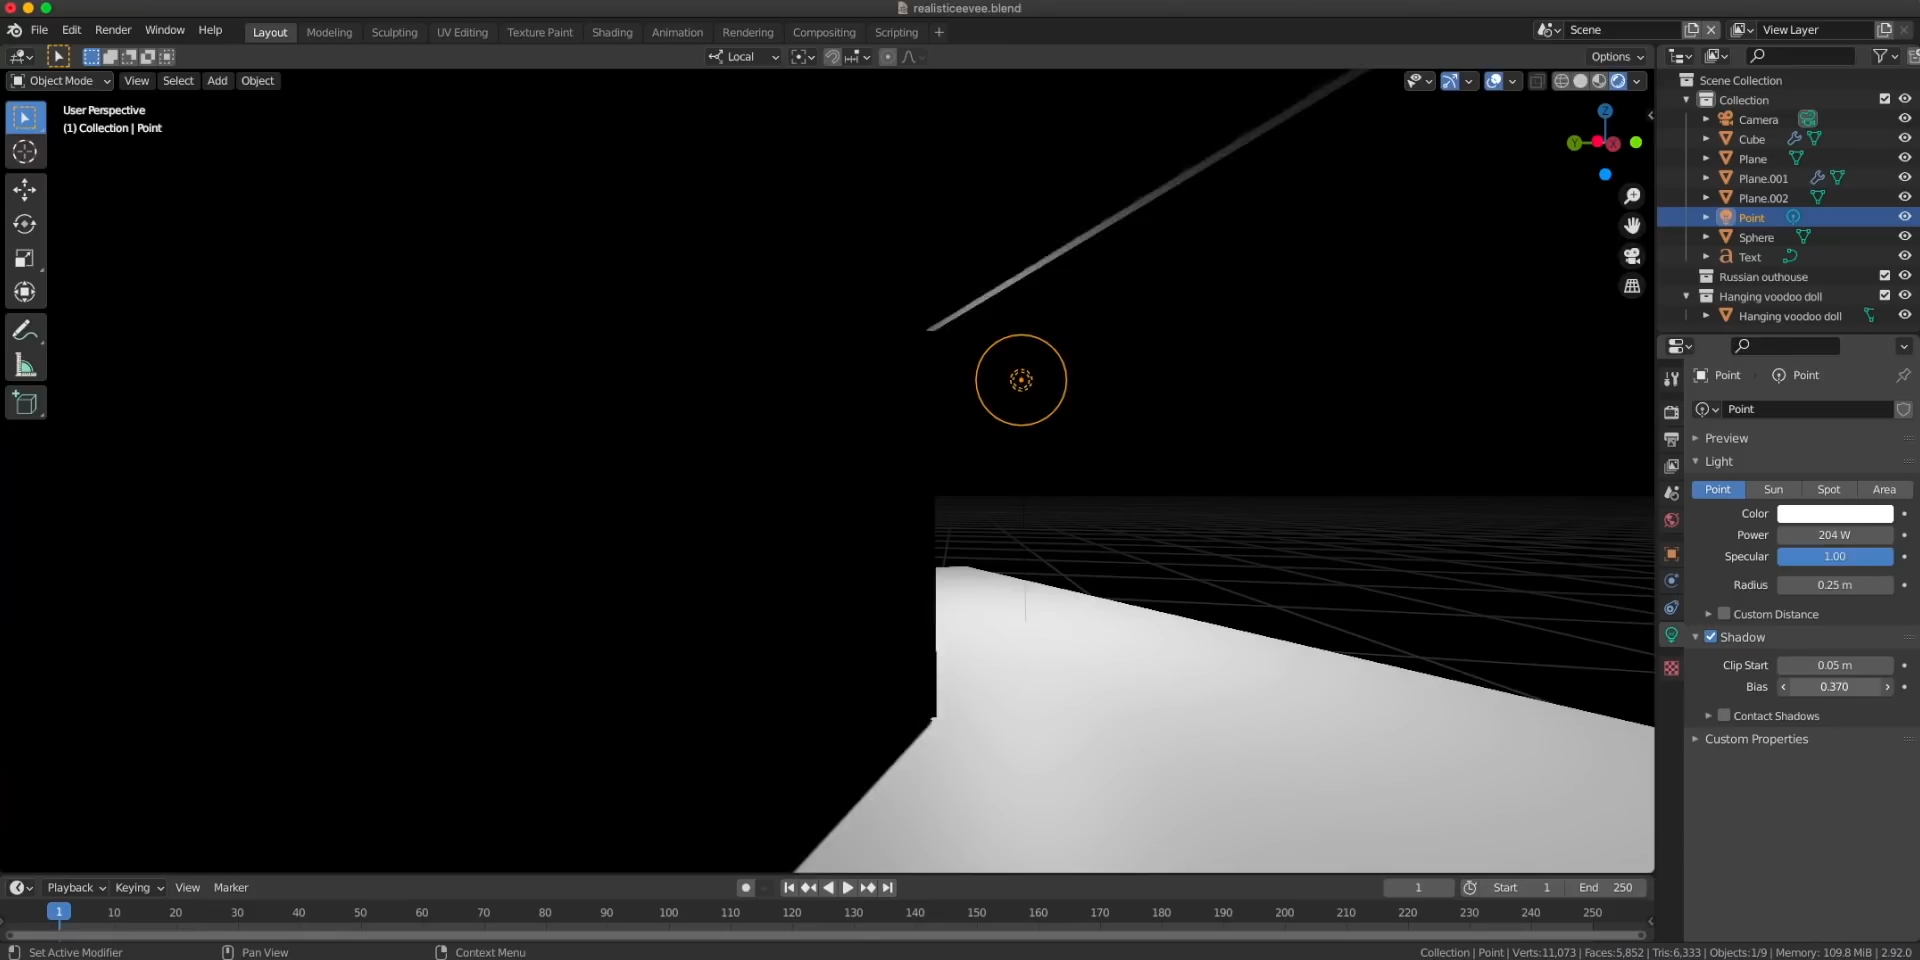 realisticeevee.blend
File Edit Render Window Help Layout Modeling Sculpting UV Editing Texture Paint Shading Animation Rendering Compositing Scripting + Scene View Layer
Local Options
Object Mode View Select Add Object
User Perspective
(1) Collection | Point
Z
Y
X
Scene Collection
Collection
Camera
Cube
Plane
Plane.001
Plane.002
Point
Sphere
Text
Russian outhouse
Hanging voodoo doll
Hanging voodoo doll
Point Point
Point
Preview
Light
Point Sun Spot Area
Color
Power 204 W
Specular 1.00
Radius 0.25 m
Custom Distance
Shadow
Clip Start 0.05 m
Bias 0.370
Contact Shadows
Custom Properties
Playback Keying View Marker 1 Start 1 End 250
1 10 20 30 40 50 60 70 80 90 100 110 120 130 140 150 160 170 180 190 200 210 220 230 240 250
Set Active Modifier Pan View Context Menu Collection | Point | Verts:11,073 | Faces:5,852 | Tris:6,333 | Objects:1/9 | Memory: 109.8 MiB | 2.92.0